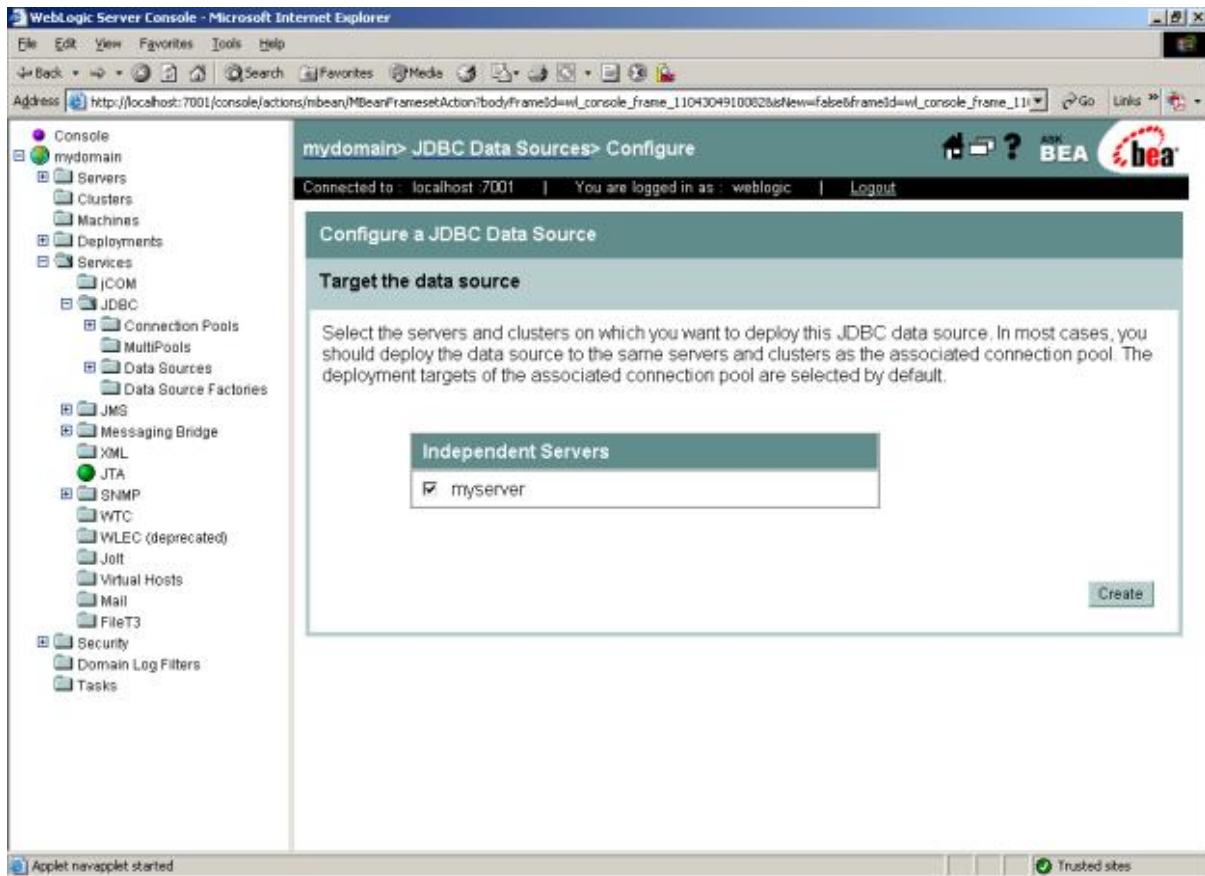 WebLogic Server Console - Microsoft Internet Explorer
File Edit View Favorites Tools Help
Back Search Favorites Media
Address http://localhost:7001/console/actions/mbean/MBeanFramesetAction?bodyFrameId=wl_console_frame_1104304910082&isNew=false&frameId=wl_console_frame_11 Go Links »
Console
mydomain
Servers
Clusters
Machines
Deployments
Services
jCOM
JDBC
Connection Pools
MultiPools
Data Sources
Data Source Factories
JMS
Messaging Bridge
XML
JTA
SNMP
WTC
WLEC (deprecated)
Jolt
Virtual Hosts
Mail
FileT3
Security
Domain Log Filters
Tasks
mydomain> JDBC Data Sources> Configure
? ASK BEA bea
Connected to : localhost :7001 | You are logged in as : weblogic | Logout
Configure a JDBC Data Source
Target the data source
Select the servers and clusters on which you want to deploy this JDBC data source. In most cases, you
should deploy the data source to the same servers and clusters as the associated connection pool. The
deployment targets of the associated connection pool are selected by default.
Independent Servers
myserver
Create
Applet navapplet started
Trusted sites